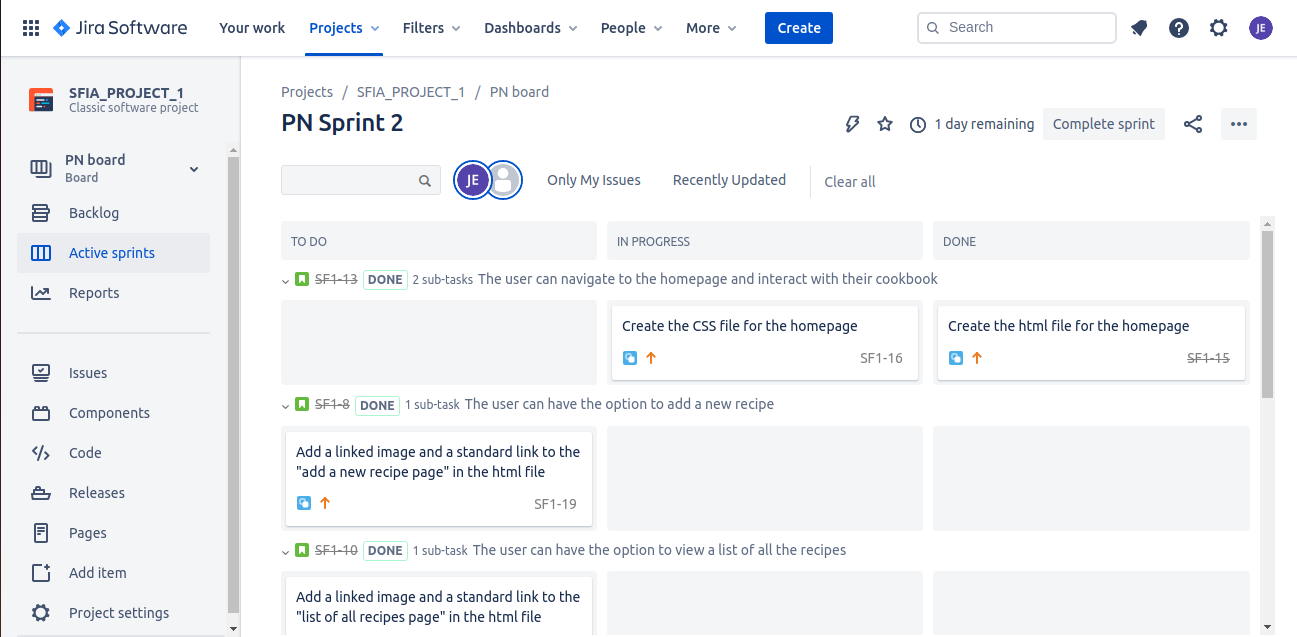 Jira Software
Your work
Projects
Filters
Dashboards
People
More
Create
Search
JE
SFIA_PROJECT_1
Classic software project
PN board
Board
Backlog
Active sprints
Reports
Issues
Components
Code
Releases
Pages
Add item
Project settings
Projects / SFIA_PROJECT_1 / PN board
PN Sprint 2
1 day remaining
Complete sprint
JE
Only My Issues
Recently Updated
Clear all
TO DO
IN PROGRESS
DONE
SF1-13 DONE 2 sub-tasks The user can navigate to the homepage and interact with their cookbook
Create the CSS file for the homepage
SF1-16
Create the html file for the homepage
SF1-15
SF1-8 DONE 1 sub-task The user can have the option to add a new recipe
Add a linked image and a standard link to the
"add a new recipe page" in the html file
SF1-19
SF1-10 DONE 1 sub-task The user can have the option to view a list of all the recipes
Add a linked image and a standard link to the
"list of all recipes page" in the html file